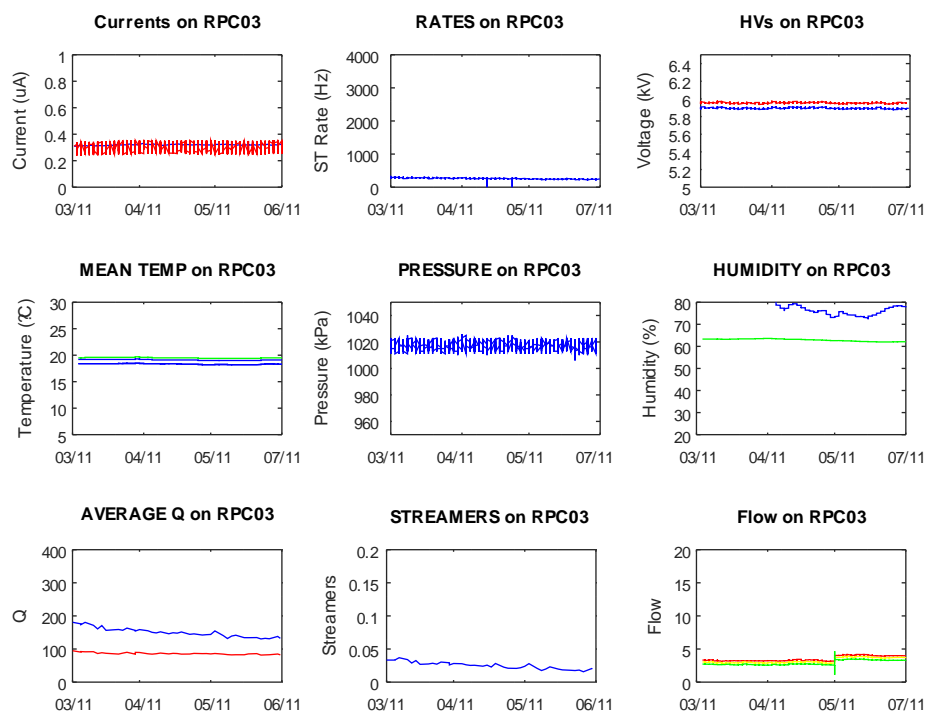 Currents on RPC03
Current (uA)
1
0.8
0.6
0.4
0.2
0
03/11 04/11 05/11 06/11
RATES on RPC03
ST Rate (Hz)
4000
3000
2000
1000
0
03/11 04/11 05/11 07/11
HVs on RPC03
Voltage (kV)
6.4
6.2
6
5.8
5.6
5.4
5.2
5
03/11 04/11 05/11 07/11
MEAN TEMP on RPC03
Temperature (?C)
30
25
20
15
10
5
03/11 04/11 05/11 07/11
PRESSURE on RPC03
Pressure (kPa)
1040
1020
1000
980
960
03/11 04/11 05/11 07/11
HUMIDITY on RPC03
Humidity (%)
80
70
60
50
40
30
20
03/11 04/11 05/11 07/11
AVERAGE Q on RPC03
Q
400
300
200
100
0
03/11 04/11 05/11 06/11
STREAMERS on RPC03
Streamers
0.2
0.15
0.1
0.05
0
03/11 04/11 05/11 06/11
Flow on RPC03
Flow
20
15
10
5
0
03/11 04/11 05/11 07/11